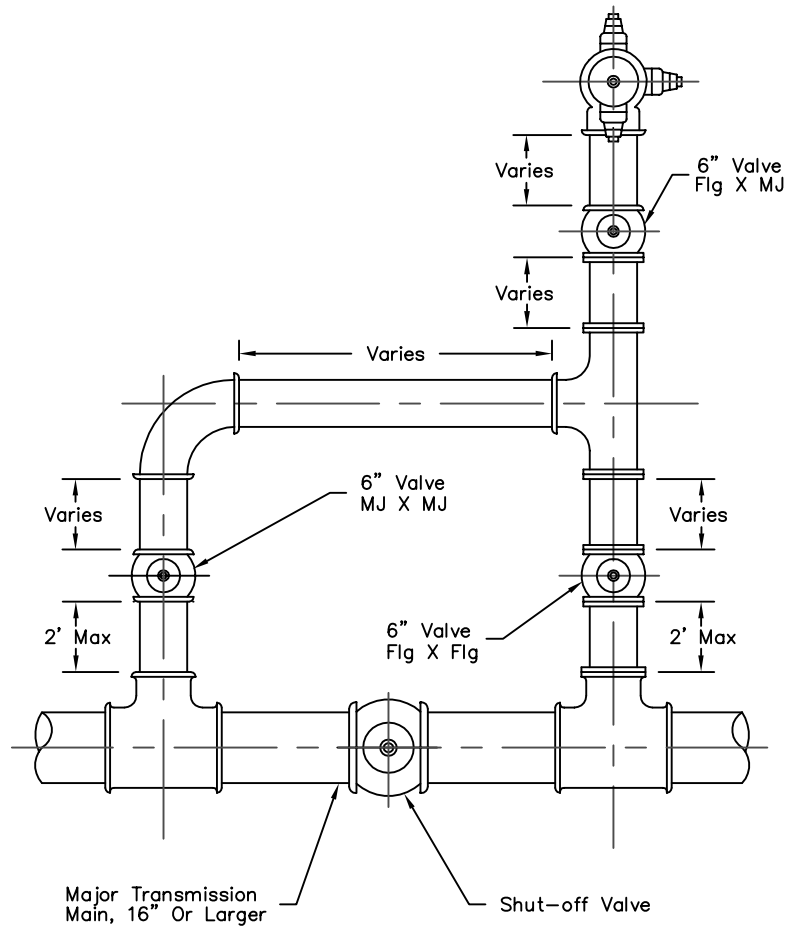 Varies
6" Valve
Flg X MJ
Varies
Varies
6" Valve
MJ X MJ
Varies
Varies
6" Valve
Flg X Flg
2' Max
2' Max
Major Transmission
Main, 16" Or Larger
Shut-off Valve